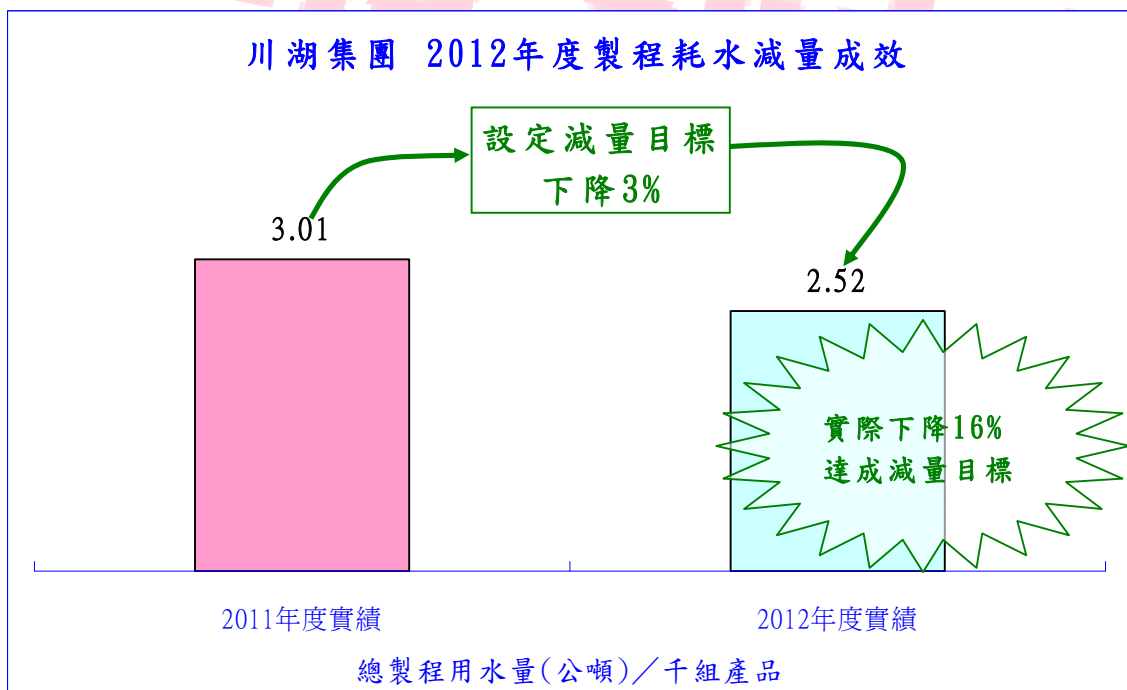 川湖集團 2012年度製程耗水減量成效
設定減量目標
下降3%
3.01
2.52
實際下降16%
達成減量目標
2011年度實績
2012年度實績
總製程用水量(公噸)／千組產品